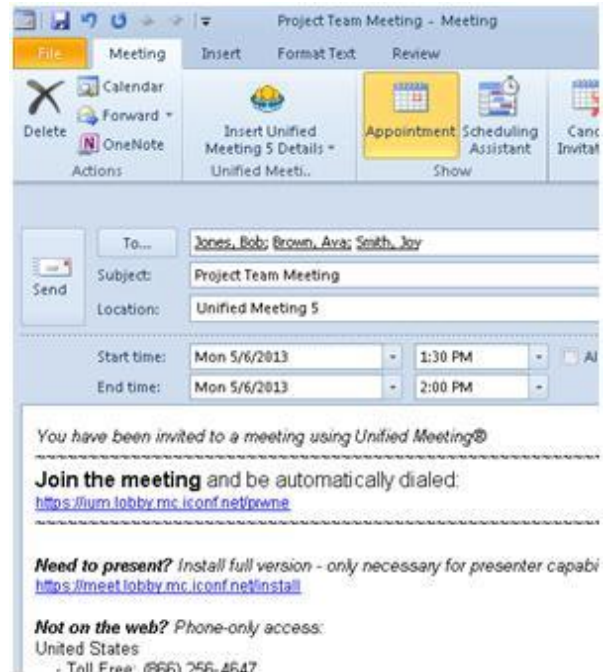 Project Team Meeting - Meeting
File Meeting Insert Format Text Review
Delete
Calendar
Forward
OneNote
Actions
Insert Unified
Meeting 5 Details
Unified Meeti..
Appointment
Scheduling
Assistant
Show
Canc
Invitat
Send
To... Jones, Bob; Brown, Ava; Smith, Joy
Subject: Project Team Meeting
Location: Unified Meeting 5
Start time: Mon 5/6/2013 1:30 PM Al
End time: Mon 5/6/2013 2:00 PM
You have been invited to a meeting using Unified Meeting®
~~~~~~~~~~~~~~~~~~~~~~~~~~~~~~~~~~~~~~~~
Join the meeting and be automatically dialed:
https://ium.lobby.mc.iconf.net/pxwne
~~~~~~~~~~~~~~~~~~~~~~~~~~~~~~~~~~~~~~~~
Need to present? Install full version - only necessary for presenter capabi
https://meet.lobby.mc.iconf.net/install
Not on the web? Phone-only access:
United States
- Toll Free: (866) 256-4647